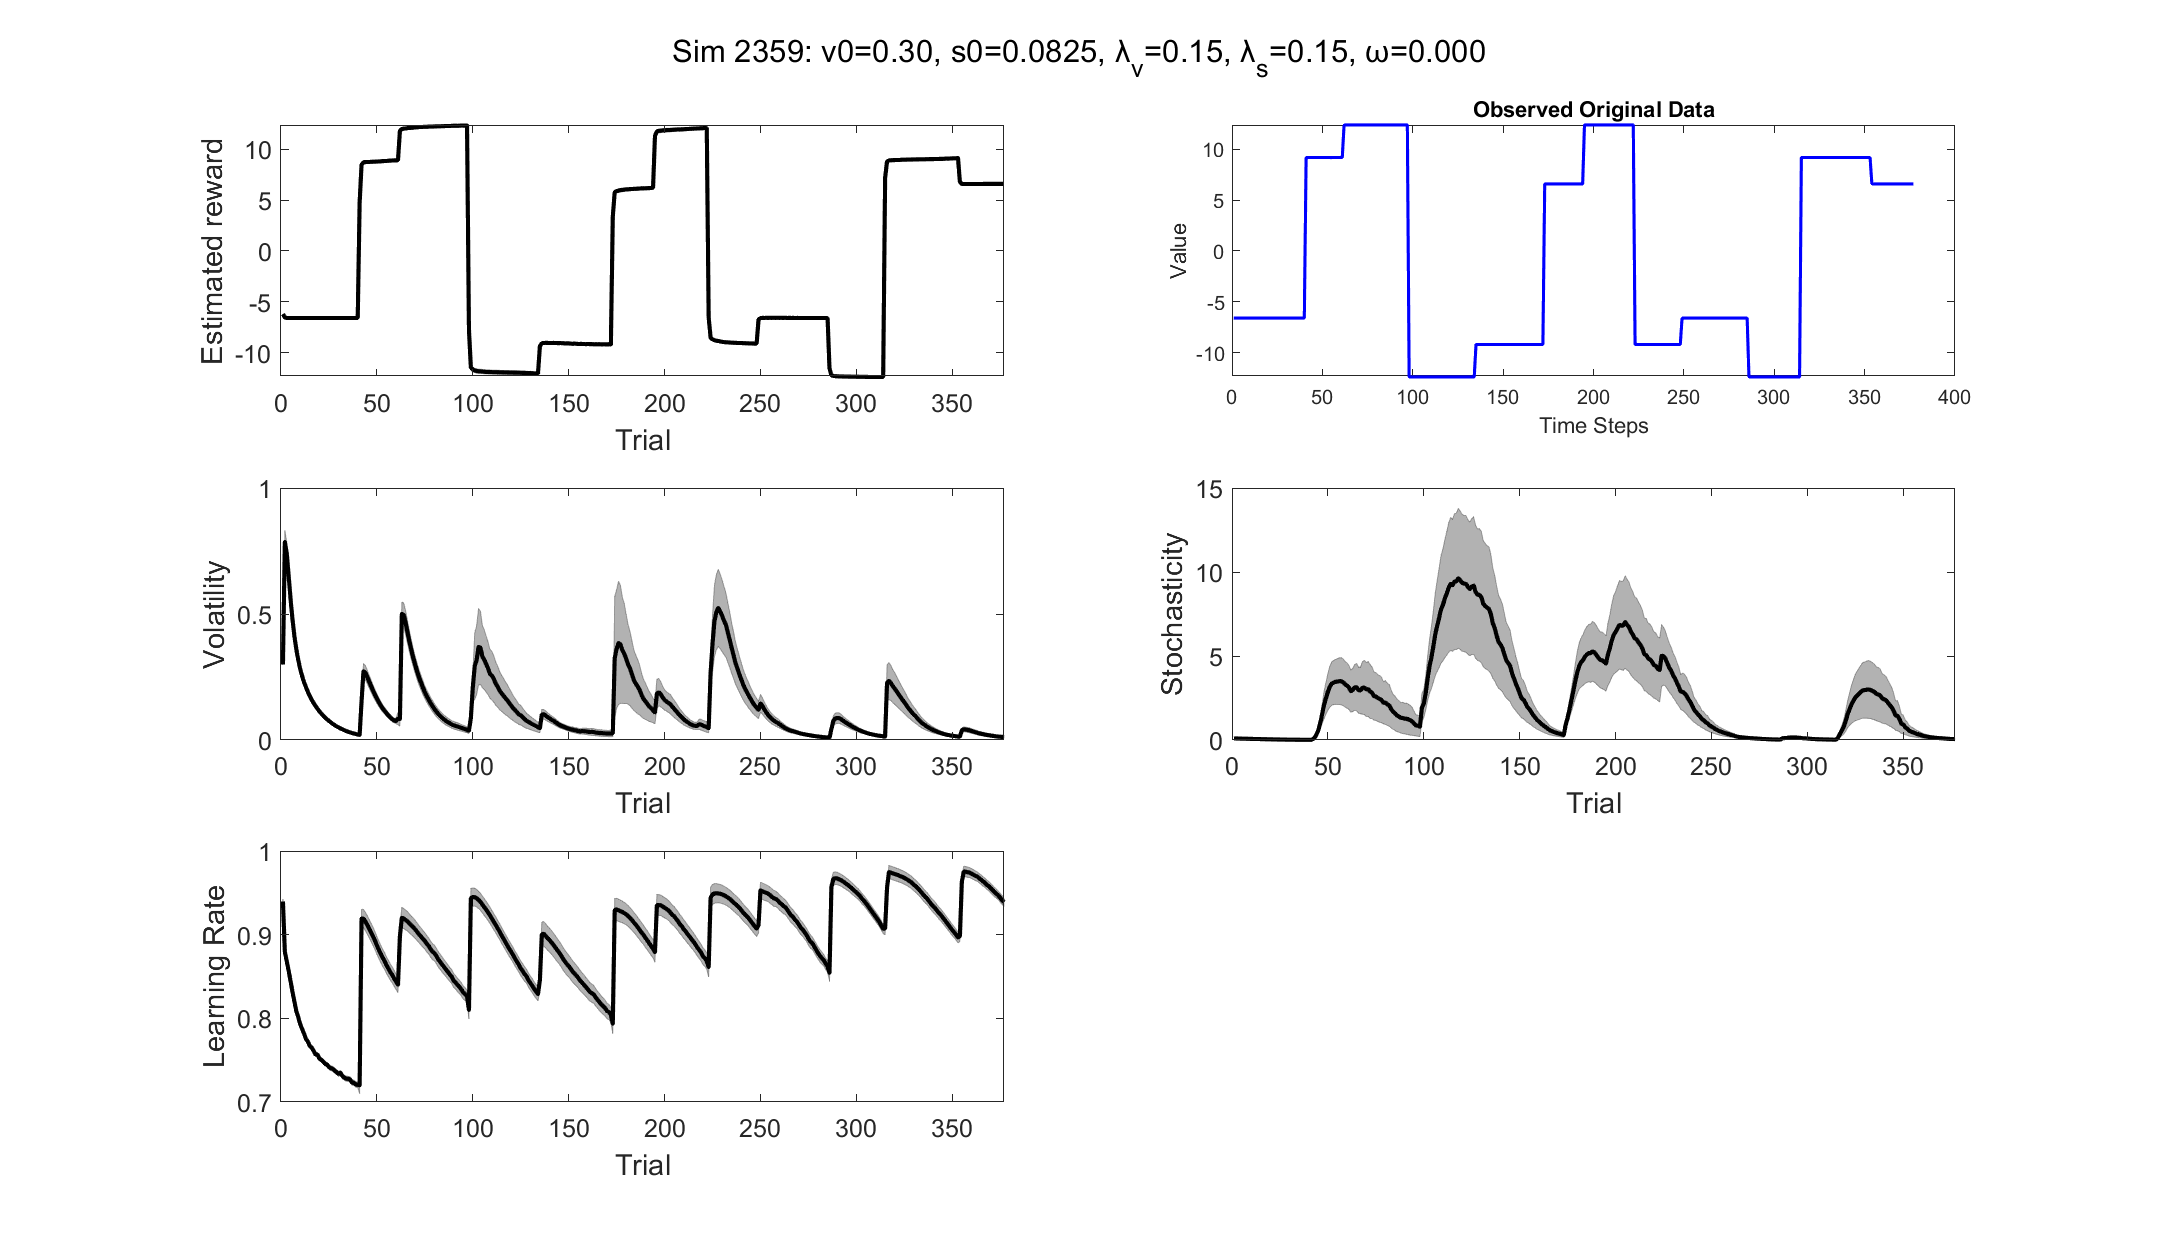 Sim 2359: v0=0.30, s0=0.0825, λ_v=0.15, λ_s=0.15, ω=0.000
Estimated reward
10
5
0
-5
-10
0 50 100 150 200 250 300 350
Trial
Observed Original Data
Value
10
5
0
-5
-10
0 50 100 150 200 250 300 350 400
Time Steps
Volatility
1
0.5
0
0 50 100 150 200 250 300 350
Trial
Stochasticity
15
10
5
0
0 50 100 150 200 250 300 350
Trial
Learning Rate
1
0.9
0.8
0.7
0 50 100 150 200 250 300 350
Trial